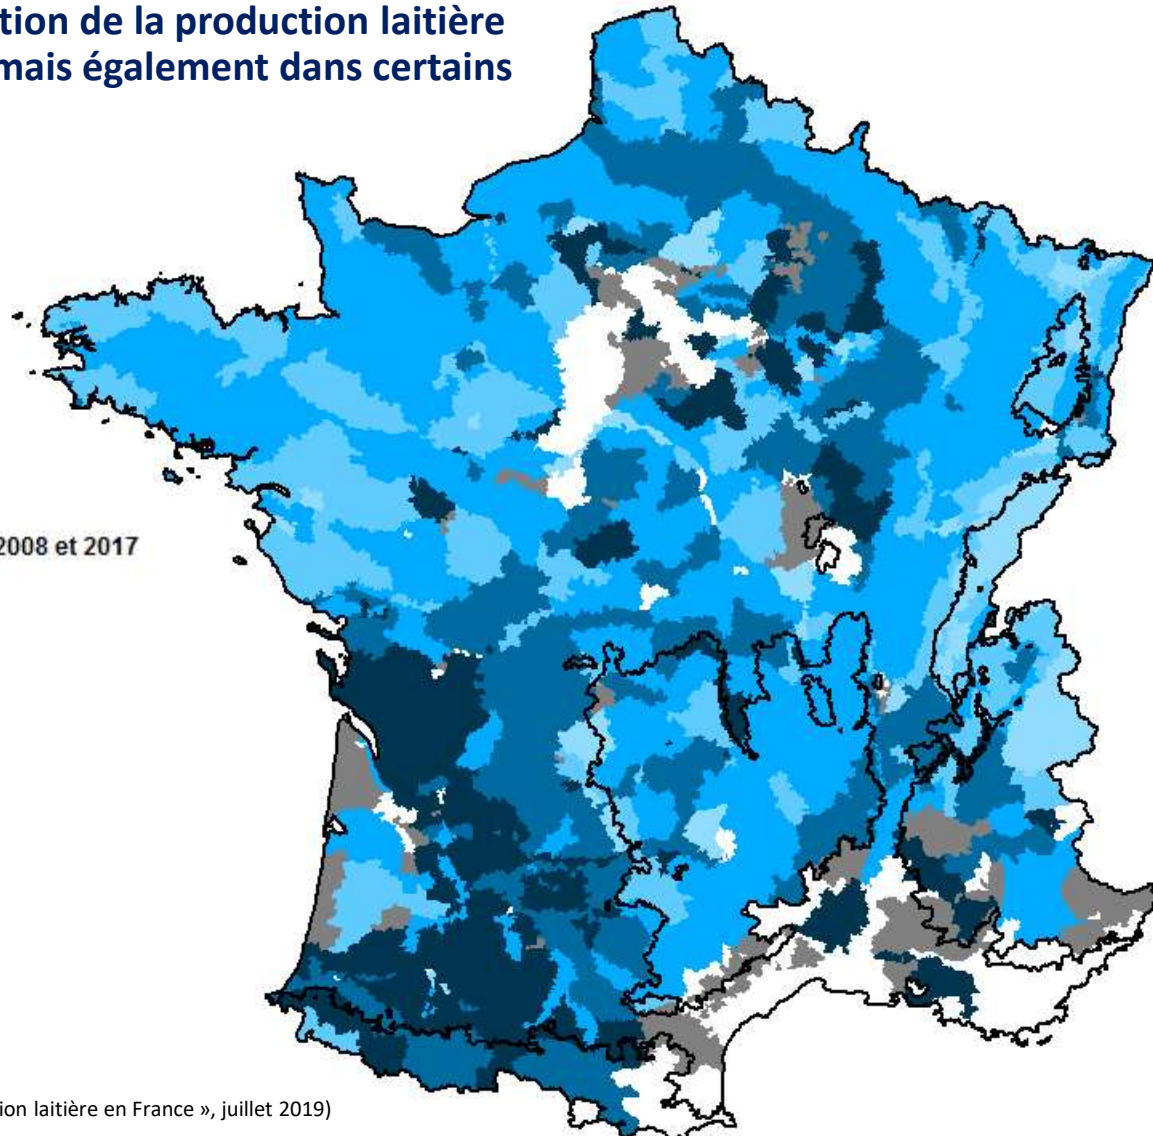 tion de la production laitière
mais également dans certains
2008 et 2017
ion laitière en France », juillet 2019)